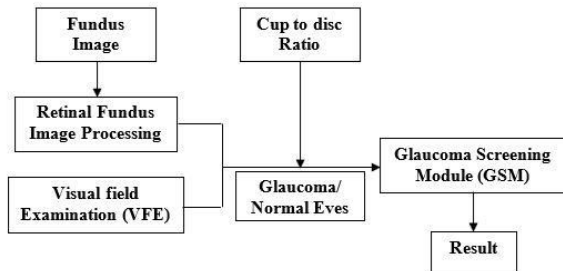 Fundus
Image
Cup to disc
Ratio
Retinal Fundus
Image Processing
Glaucoma Screening
Module (GSM)
Visual field
Examination (VFE)
Glaucoma/
Normal Eves
Result